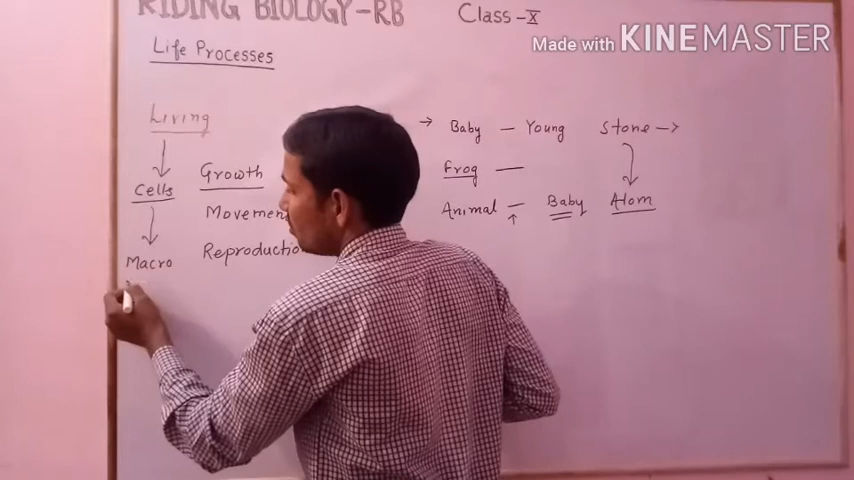 RIDING BIOLOGY-RB Class-X
Made with KINEMASTER
Life Processes
Living
Cells
Macro
Growth
Movemen
Reproductio
→ Baby — Young
Frog —
Animal — Baby
Stone →
Atom